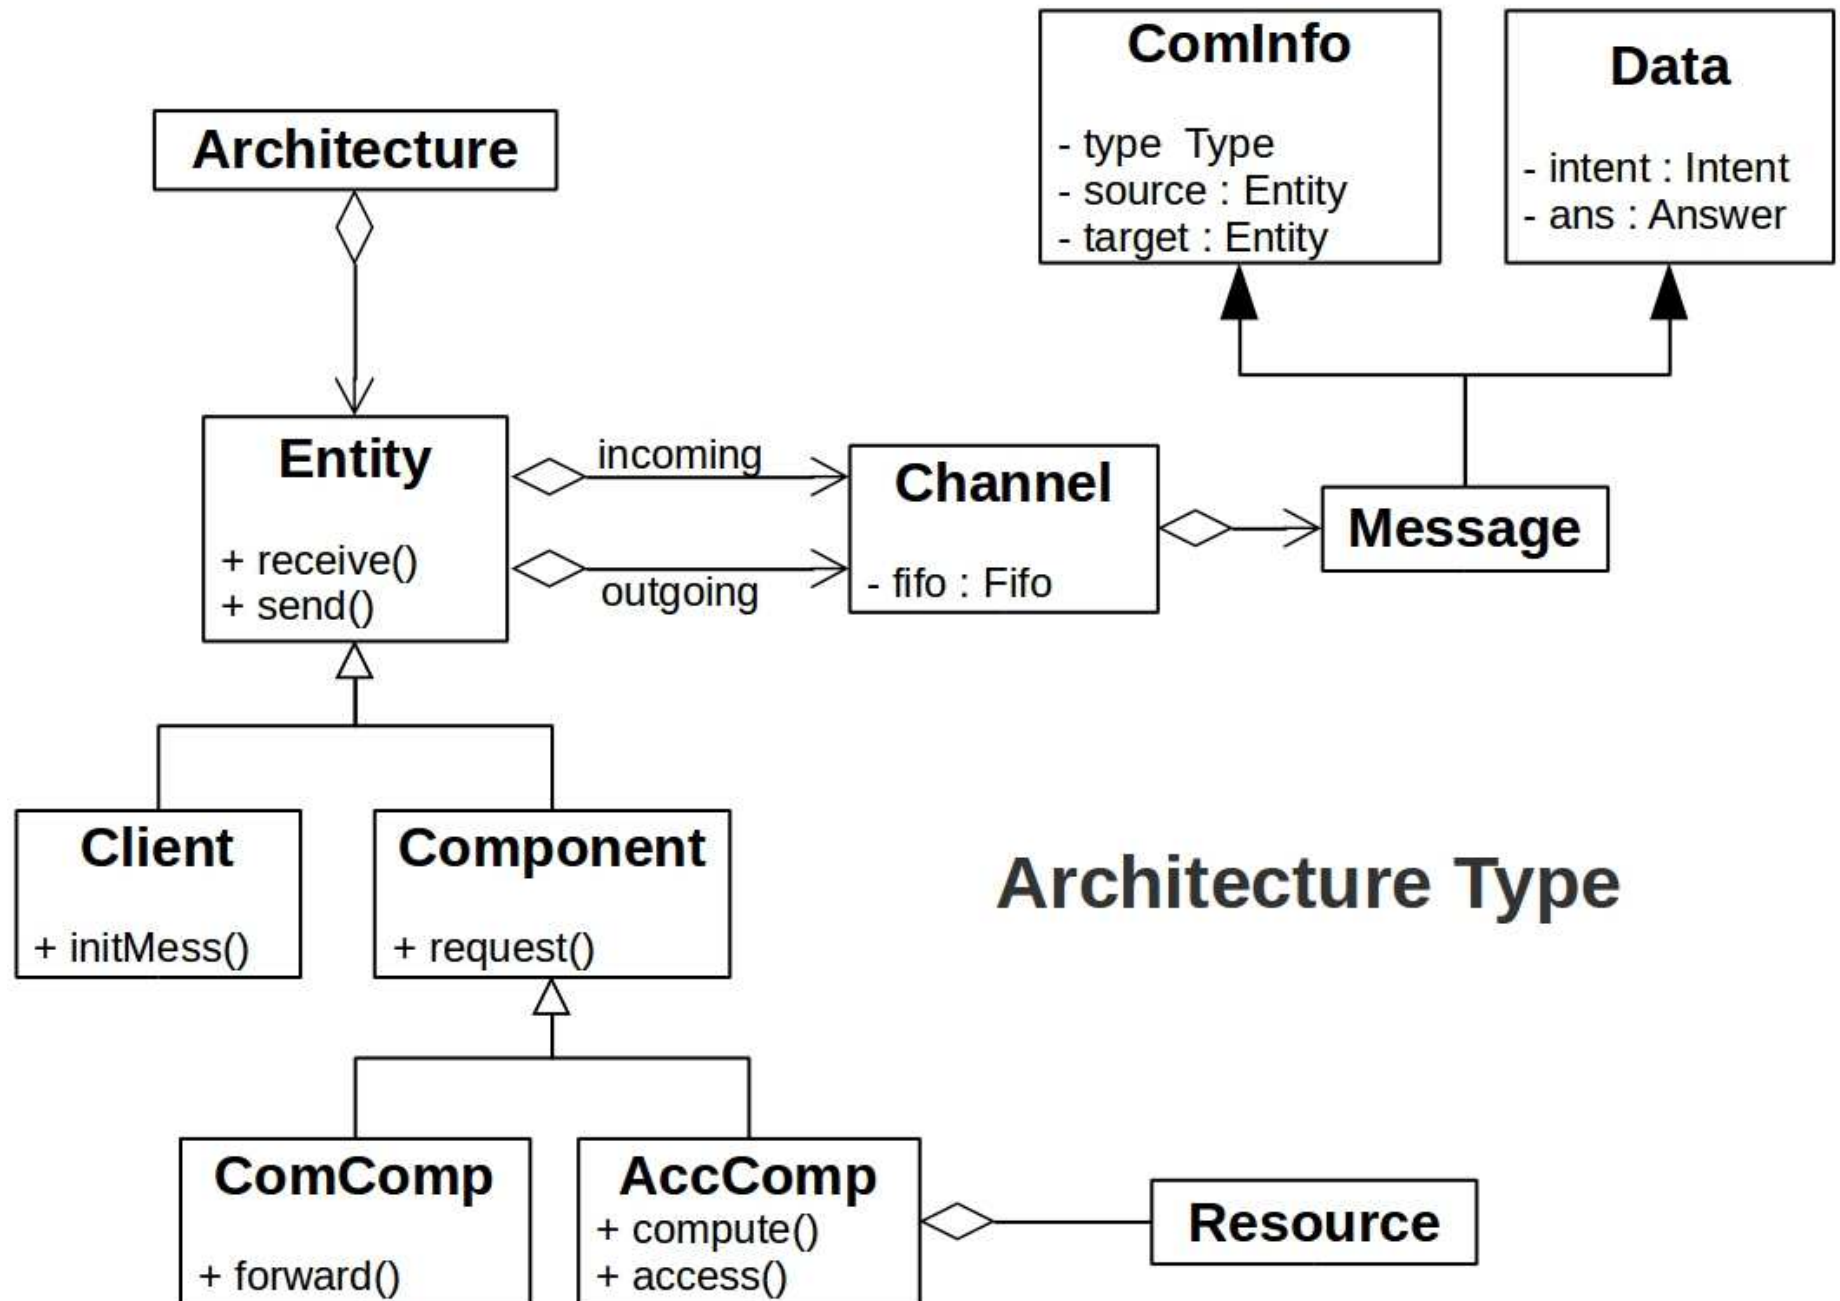 Architecture
ComInfo
- type  Type
- source : Entity
- target : Entity
Data
- intent : Intent
- ans : Answer
Entity
+ receive()
+ send()
incoming
outgoing
Channel
- fifo : Fifo
Message
Client
+ initMess()
Component
+ request()
Architecture Type
ComComp
+ forward()
AccComp
+ compute()
+ access()
Resource